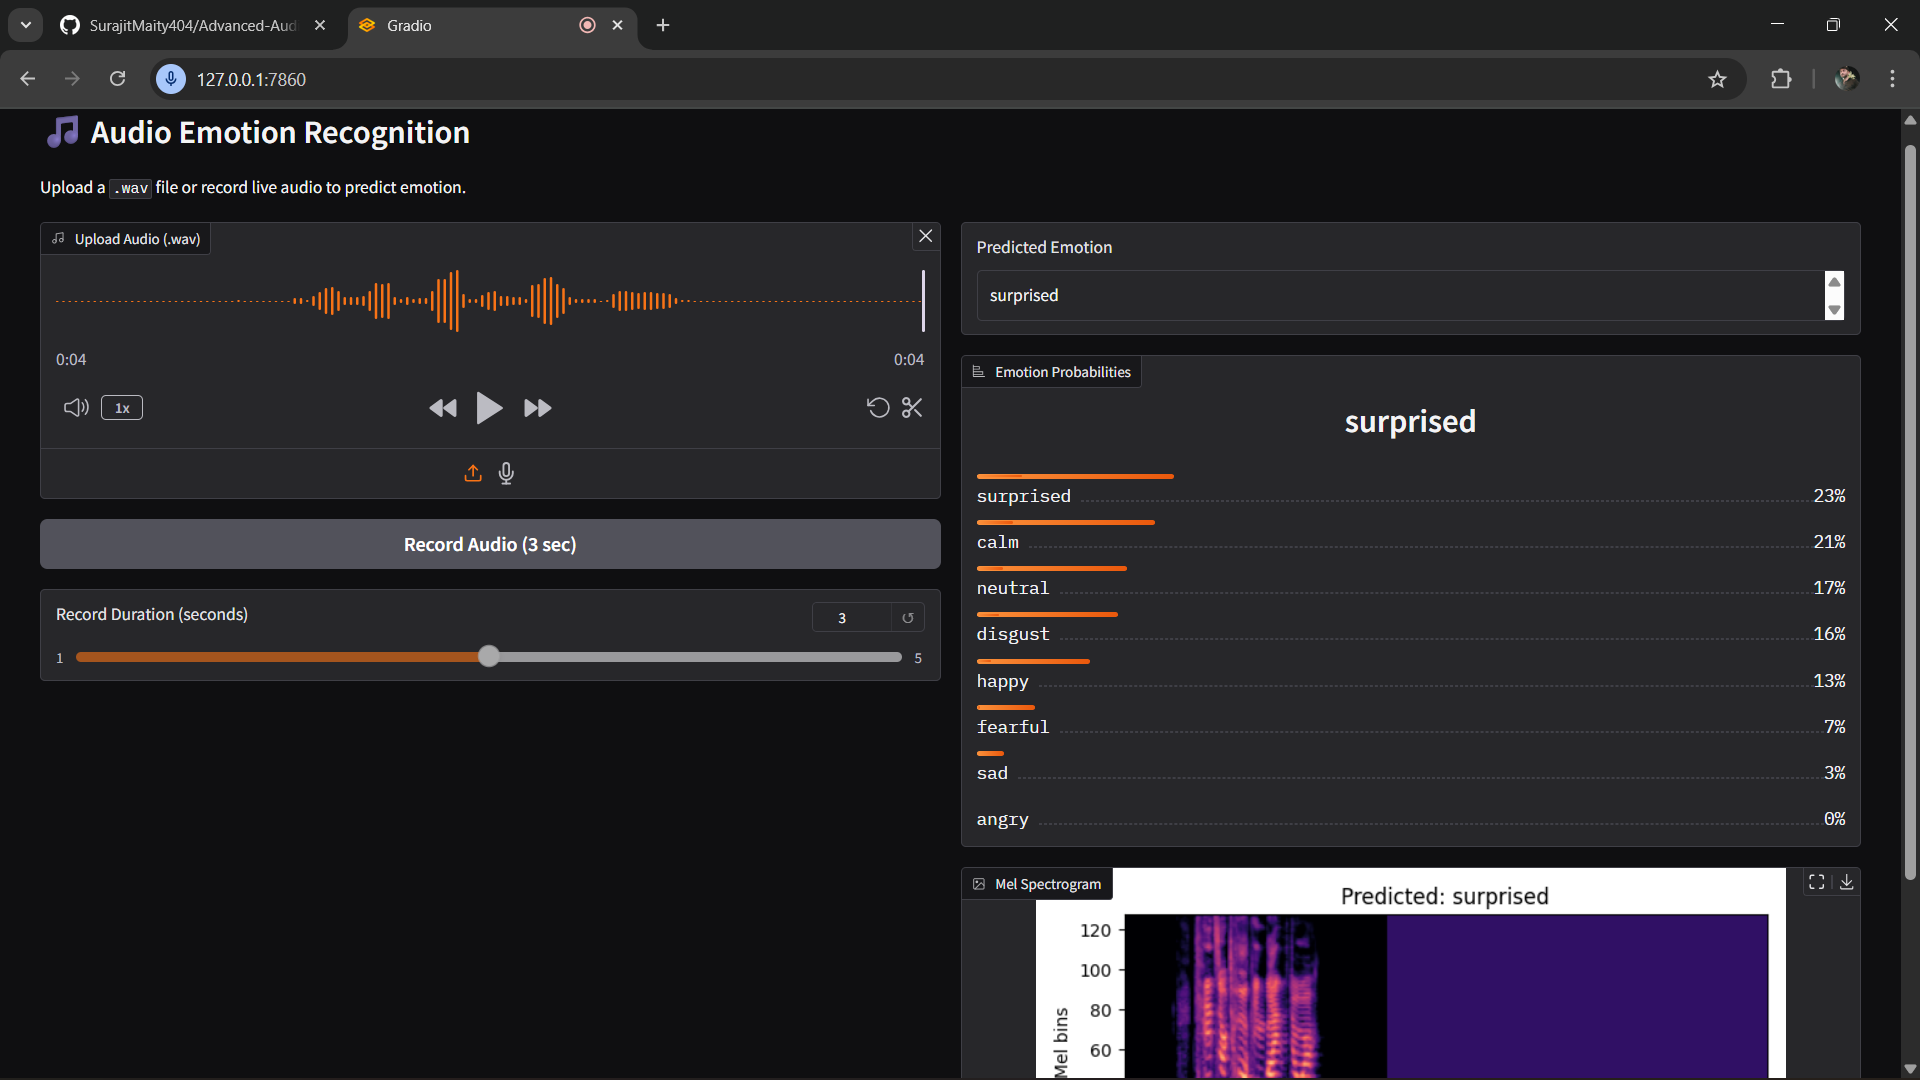 SurajitMaity404/Advanced-Aud
Gradio
127.0.0.1:7860
Audio Emotion Recognition
Upload a .wav file or record live audio to predict emotion.
Upload Audio (.wav)
0:04
0:04
1x
Record Audio (3 sec)
Record Duration (seconds)
3
1
5
Predicted Emotion
surprised
Emotion Probabilities
surprised
surprised 23%
calm 21%
neutral 17%
disgust 16%
happy 13%
fearful 7%
sad 3%
angry 0%
Mel Spectrogram
Predicted: surprised
120
100
80
60
Mel bins